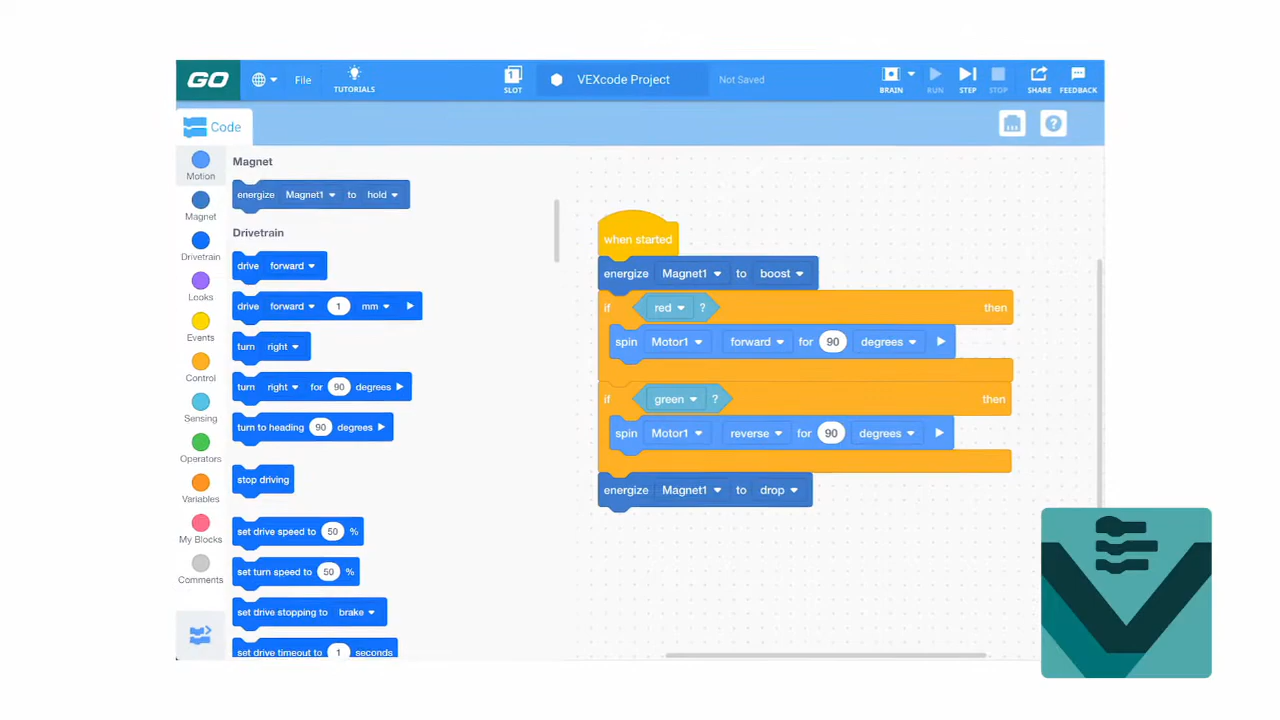 GO File TUTORIALS 1 SLOT VEXcode Project Not Saved BRAIN RUN STEP STOP SHARE FEEDBACK
Code ?
Motion
Magnet
Drivetrain
Looks
Events
Control
Sensing
Operators
Variables
My Blocks
Comments
Magnet
energize Magnet1 to hold
Drivetrain
drive forward
drive forward 1 mm
turn right
turn right for 90 degrees
turn to heading 90 degrees
stop driving
set drive speed to 50 %
set turn speed to 50 %
set drive stopping to brake
set drive timeout to 1 seconds
when started
energize Magnet1 to boost
if red ? then
spin Motor1 forward for 90 degrees
if green ? then
spin Motor1 reverse for 90 degrees
energize Magnet1 to drop